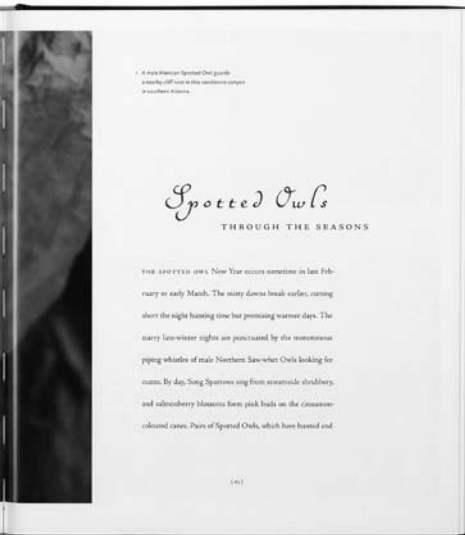 A male Mexican Spotted Owl guards
a nearby cliff nest in this sandstone canyon
in southern Arizona.
Spotted Owls
THROUGH THE SEASONS
THE SPOTTED OWL New Year occurs sometime in late Feb-
ruary or early March. The misty dawns break earlier, cutting
short the night hunting time but promising warmer days. The
starry late-winter nights are punctuated by the monotonous
piping whistles of male Northern Saw-whet Owls looking for
mates. By day, Song Sparrows sing from streamside shrubbery,
and salmonberry blossoms form pink buds on the cinnamon-
coloured canes. Pairs of Spotted Owls, which have hunted and